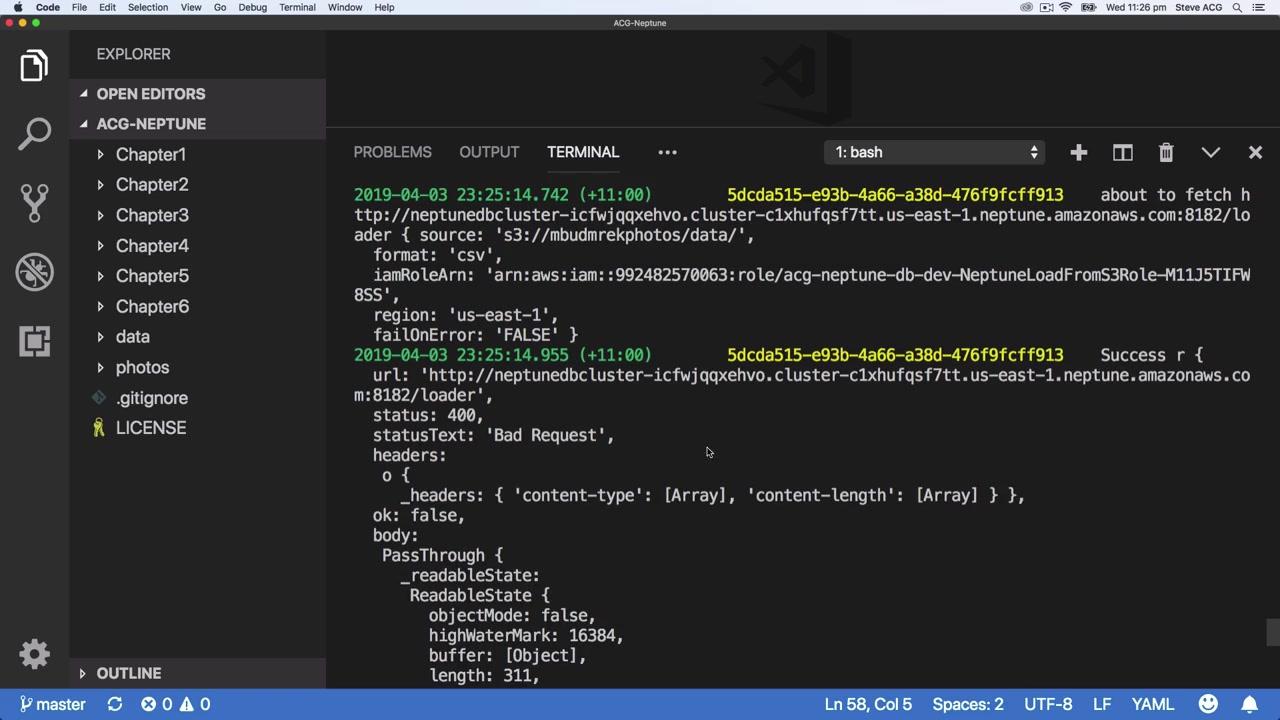 Code File Edit Selection View Go Debug Terminal Window Help Wed 11:26 pm Steve ACG
ACG-Neptune
EXPLORER
OPEN EDITORS
ACG-NEPTUNE
Chapter1
Chapter2
Chapter3
Chapter4
Chapter5
Chapter6
data
photos
.gitignore
LICENSE
OUTLINE
PROBLEMS OUTPUT TERMINAL ••• 1: bash
2019-04-03 23:25:14.742 (+11:00) 5dcda515-e93b-4a66-a38d-476f9fcff913 about to fetch h
ttp://neptunedbcluster-icfwjqqxehvo.cluster-c1xhufqsf7tt.us-east-1.neptune.amazonaws.com:8182/lo
ader { source: 's3://mbudmrekphotos/data/',
format: 'csv',
iamRoleArn: 'arn:aws:iam::992482570063:role/acg-neptune-db-dev-NeptuneLoadFromS3Role-M11J5TIFW
8SS',
region: 'us-east-1',
failOnError: 'FALSE' }
2019-04-03 23:25:14.955 (+11:00) 5dcda515-e93b-4a66-a38d-476f9fcff913 Success r {
url: 'http://neptunedbcluster-icfwjqqxehvo.cluster-c1xhufqsf7tt.us-east-1.neptune.amazonaws.co
m:8182/loader',
status: 400,
statusText: 'Bad Request',
headers:
o {
_headers: { 'content-type': [Array], 'content-length': [Array] } },
ok: false,
body:
PassThrough {
_readableState:
ReadableState {
objectMode: false,
highWaterMark: 16384,
buffer: [Object],
length: 311,
master 0 0 Ln 58, Col 5 Spaces: 2 UTF-8 LF YAML